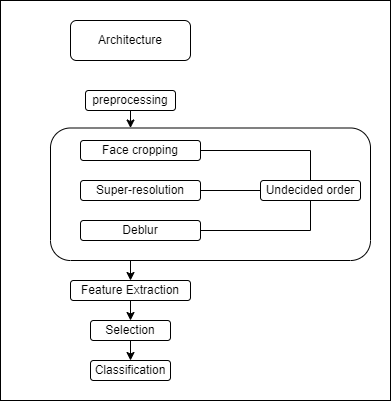 Architecture
preprocessing
Face cropping
Super-resolution
Undecided order
Deblur
Feature Extraction
Selection
Classification